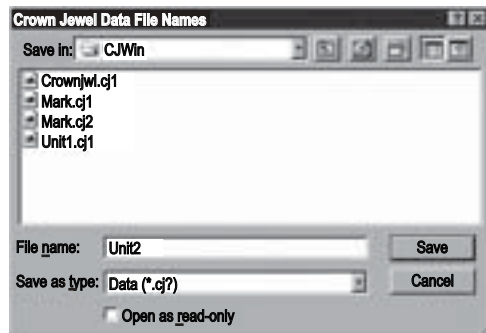 Crown Jewel Data File Names
Save in: CJWin
Crownjwl.cj1
Mark.cj1
Mark.cj2
Unit1.cj1
File name: Unit2 Save
Save as type: Data (*.cj?) Cancel
Open as read-only